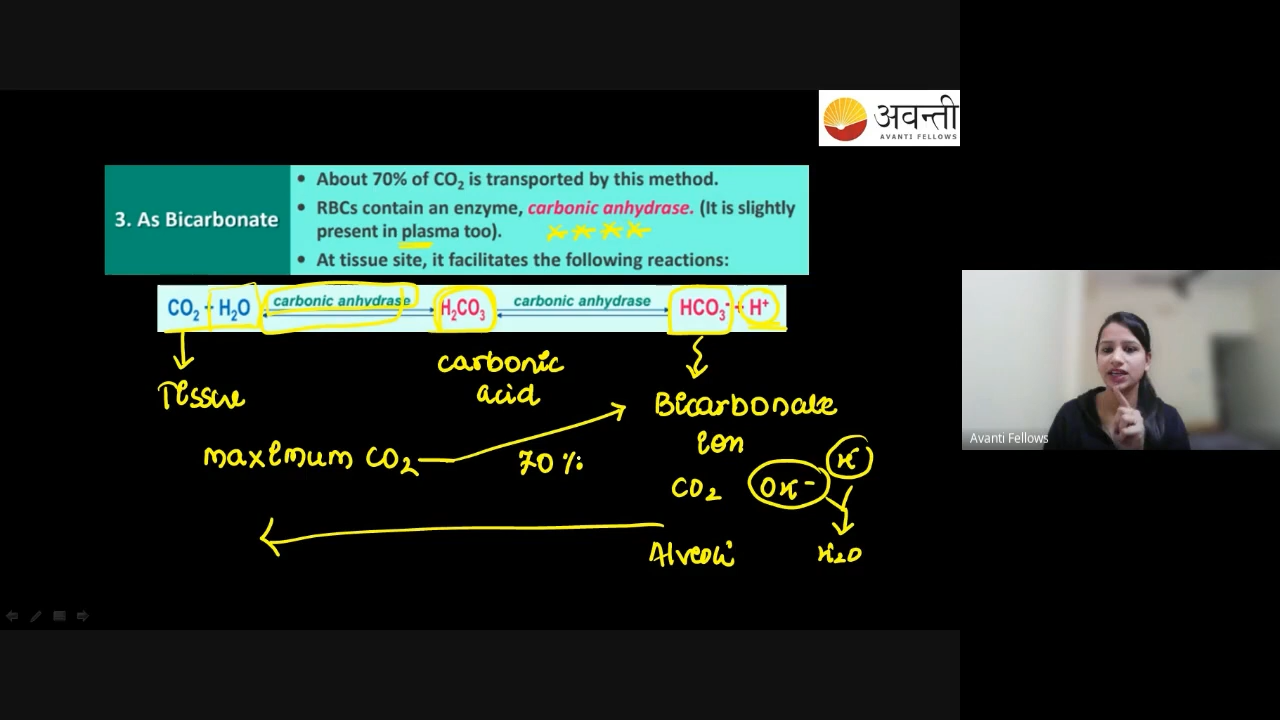 अवन्ती
AVANTI FELLOWS
3. As Bicarbonate
• About 70% of CO₂ is transported by this method.
• RBCs contain an enzyme, carbonic anhydrase. (It is slightly
present in plasma too).
• At tissue site, it facilitates the following reactions:
CO₂ + H₂O carbonic anhydrase H₂CO₃ carbonic anhydrase HCO₃⁻ + H⁺
Tissue
carbonic
acid
Bicarbonate
ion
maximum CO₂
70%
CO₂ OH⁻ H⁺
Alveoli
H₂O
Avanti Fellows